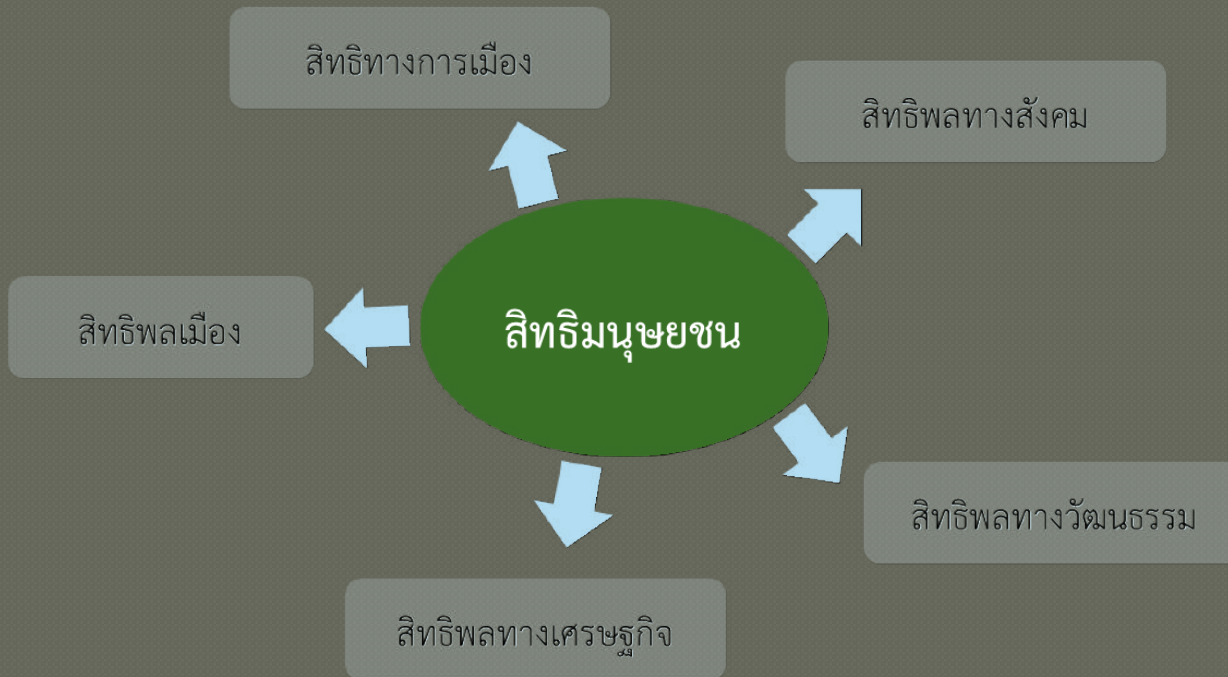 สิทธิทางการเมือง
สิทธิพลทางสังคม
สิทธิพลเมือง
สิทธิมนุษยชน
สิทธิพลทางวัฒนธรรม
สิทธิพลทางเศรษฐกิจ